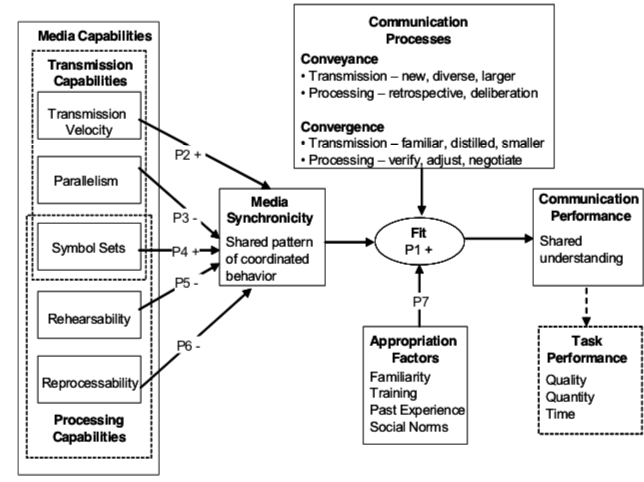 Media Capabilities
Transmission
Capabilities
Transmission
Velocity
Parallelism
Symbol Sets
Rehearsability
Reprocessability
Processing
Capabilities
P2 +
P3 -
P4 +
P5 -
P6 -
Media
Synchronicity
Shared pattern
of coordinated
behavior
Communication
Processes
Conveyance
• Transmission – new, diverse, larger
• Processing – retrospective, deliberation
Convergence
• Transmission – familiar, distilled, smaller
• Processing – verify, adjust, negotiate
Fit
P1 +
P7
Appropriation
Factors
Familiarity
Training
Past Experience
Social Norms
Communication
Performance
Shared
understanding
Task
Performance
Quality
Quantity
Time